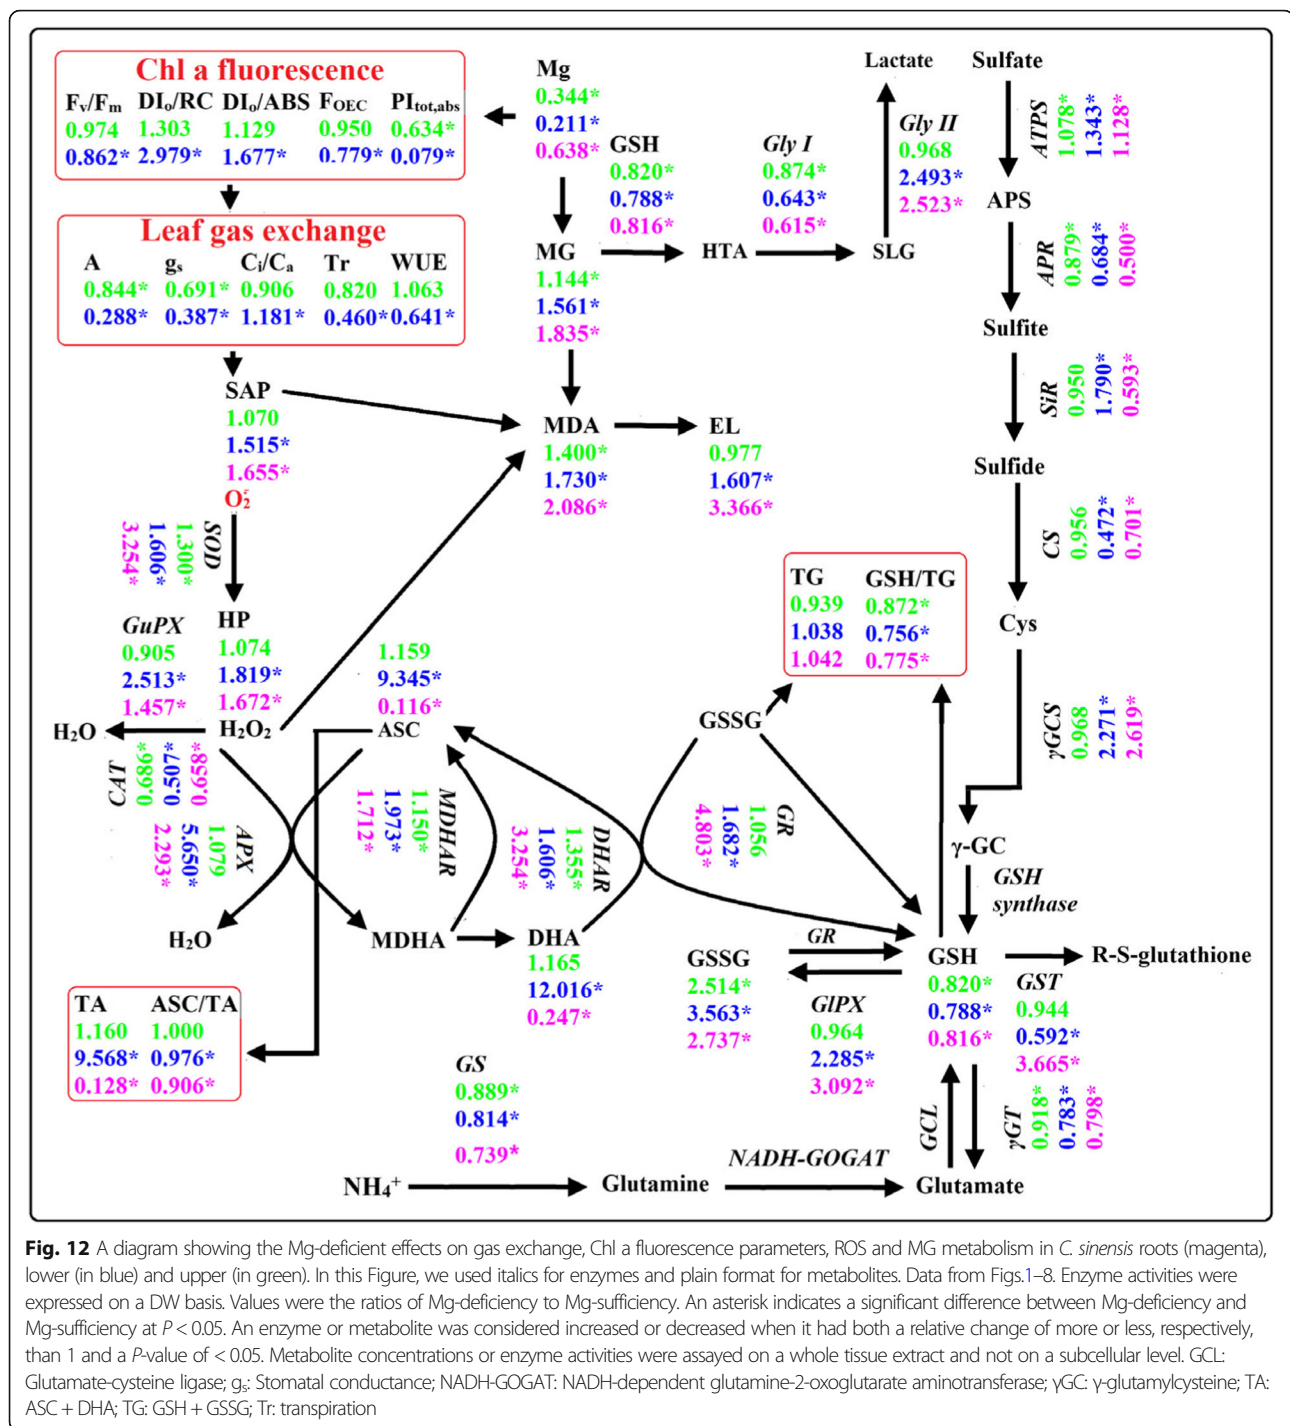 Chl a fluorescence
Fv/Fm DIo/RC DIo/ABS FOEC PItot,abs
0.974 1.303 1.129 0.950 0.634*
0.862* 2.979* 1.677* 0.779* 0.079*
Leaf gas exchange
A gs Ci/Ca Tr WUE
0.844* 0.691* 0.906 0.820 1.063
0.288* 0.387* 1.181* 0.460* 0.641*
Mg
0.344*
0.211*
0.638*
GSH
0.820*
0.788*
0.816*
Gly I
0.874*
0.643*
0.615*
Lactate
Gly II
0.968
2.493*
2.523*
MG
1.144*
1.561*
1.835*
HTA
SLG
Sulfate
ATPS
1.078*
1.343*
1.128*
APS
APR
0.879*
0.684*
0.500*
Sulfite
SiR
0.950
1.790*
0.593*
Sulfide
CS
0.956
0.472*
0.701*
Cys
γGCS
0.968
2.271*
2.619*
γ-GC
GSH
synthase
SAP
1.070
1.515*
1.655*
O2-
SOD
1.300*
1.606*
3.254*
MDA
1.400*
1.730*
2.086*
EL
0.977
1.607*
3.366*
HP
1.074
1.819*
1.672*
H2O2
GuPX
0.905
2.513*
1.457*
H2O
CAT
0.686*
0.507*
0.658*
APX
1.079
5.650*
2.293*
H2O
1.159
9.345*
0.116*
ASC
MDHAR
1.150*
1.973*
1.712*
MDHA
DHAR
1.355*
1.606*
3.254*
DHA
1.165
12.016*
0.247*
TG GSH/TG
0.939 0.872*
1.038 0.756*
1.042 0.775*
GSSG
GR
1.056
1.682*
4.803*
TA ASC/TA
1.160 1.000
9.568* 0.976*
0.128* 0.906*
GSSG
2.514*
3.563*
2.737*
GR
GlPX
0.964
2.285*
3.092*
GSH
0.820*
0.788*
0.816*
R-S-glutathione
GST
0.944
0.592*
3.665*
GCL
γGT
0.918*
0.783*
0.798*
GS
0.889*
0.814*
0.739*
NH4+
Glutamine
NADH-GOGAT
Glutamate
Fig. 12 A diagram showing the Mg-deficient effects on gas exchange, Chl a fluorescence parameters, ROS and MG metabolism in C. sinensis roots (magenta),
lower (in blue) and upper (in green). In this Figure, we used italics for enzymes and plain format for metabolites. Data from Figs.1–8. Enzyme activities were
expressed on a DW basis. Values were the ratios of Mg-deficiency to Mg-sufficiency. An asterisk indicates a significant difference between Mg-deficiency and
Mg-sufficiency at P < 0.05. An enzyme or metabolite was considered increased or decreased when it had both a relative change of more or less, respectively,
than 1 and a P-value of < 0.05. Metabolite concentrations or enzyme activities were assayed on a whole tissue extract and not on a subcellular level. GCL:
Glutamate-cysteine ligase; gs: Stomatal conductance; NADH-GOGAT: NADH-dependent glutamine-2-oxoglutarate aminotransferase; γGC: γ-glutamylcysteine; TA:
ASC + DHA; TG: GSH + GSSG; Tr: transpiration